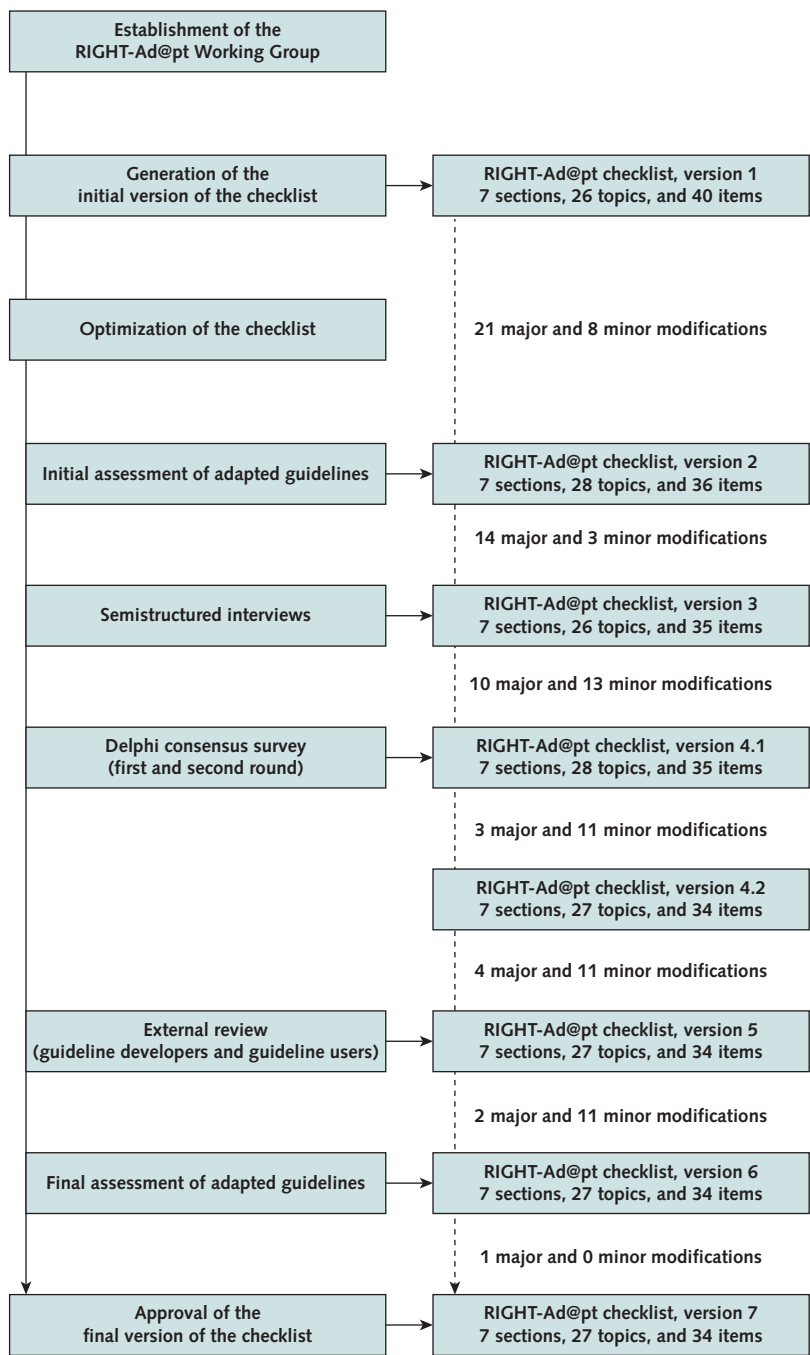 Establishment of the
RIGHT-Ad@pt Working Group
Generation of the
initial version of the checklist
RIGHT-Ad@pt checklist, version 1
7 sections, 26 topics, and 40 items
Optimization of the checklist
21 major and 8 minor modifications
Initial assessment of adapted guidelines
RIGHT-Ad@pt checklist, version 2
7 sections, 28 topics, and 36 items
14 major and 3 minor modifications
Semistructured interviews
RIGHT-Ad@pt checklist, version 3
7 sections, 26 topics, and 35 items
10 major and 13 minor modifications
Delphi consensus survey
(first and second round)
RIGHT-Ad@pt checklist, version 4.1
7 sections, 28 topics, and 35 items
3 major and 11 minor modifications
RIGHT-Ad@pt checklist, version 4.2
7 sections, 27 topics, and 34 items
4 major and 11 minor modifications
External review
(guideline developers and guideline users)
RIGHT-Ad@pt checklist, version 5
7 sections, 27 topics, and 34 items
2 major and 11 minor modifications
Final assessment of adapted guidelines
RIGHT-Ad@pt checklist, version 6
7 sections, 27 topics, and 34 items
1 major and 0 minor modifications
Approval of the
final version of the checklist
RIGHT-Ad@pt checklist, version 7
7 sections, 27 topics, and 34 items